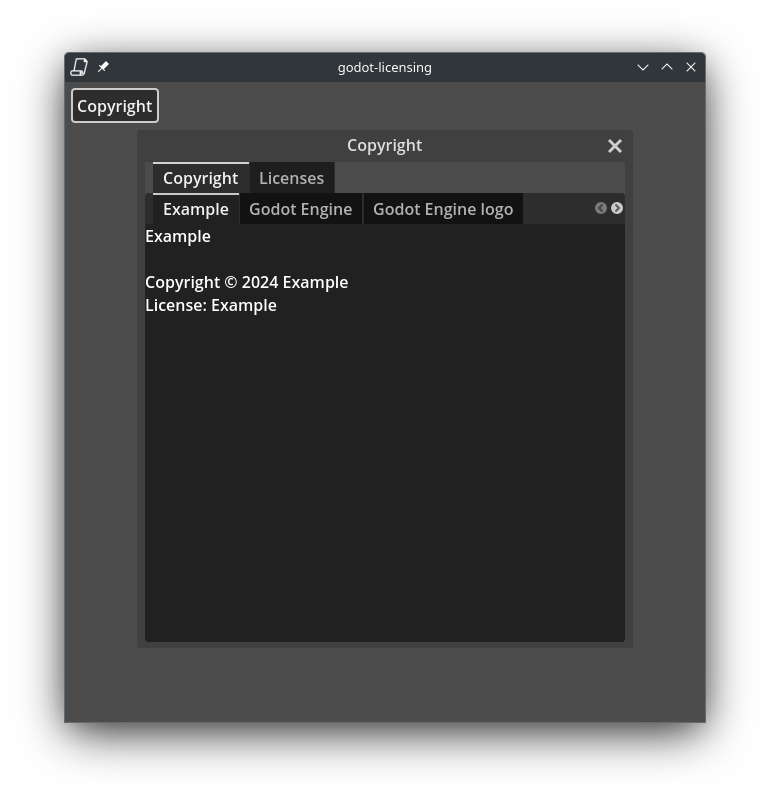 godot-licensing
Copyright
Copyright
Copyright Licenses
Example Godot Engine Godot Engine logo
Example
Copyright © 2024 Example
License: Example